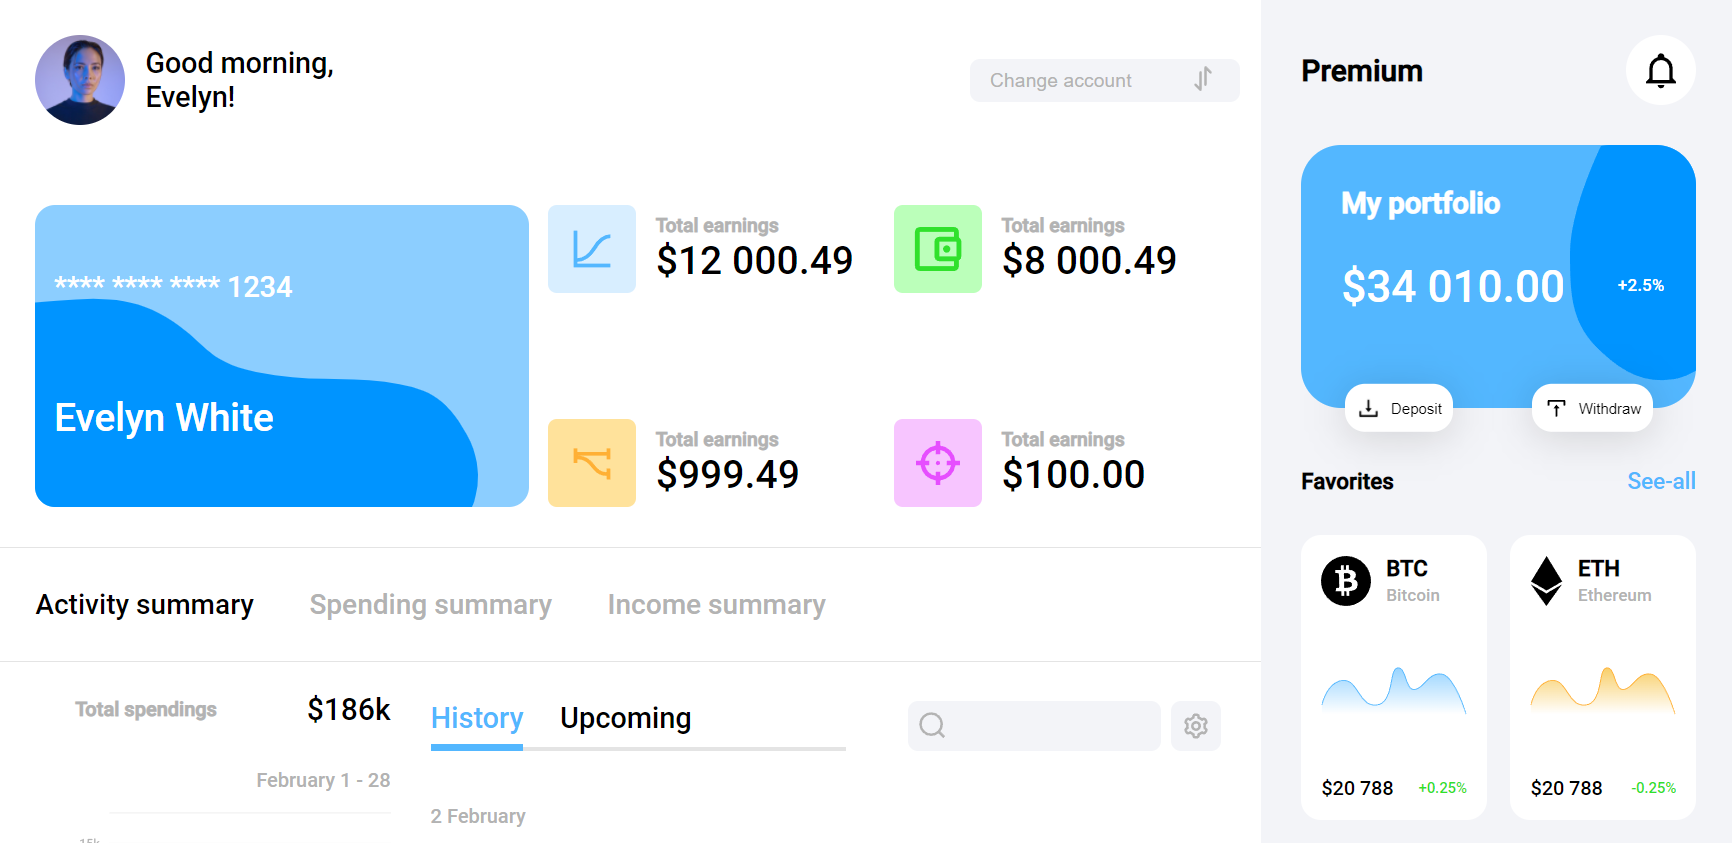 Good morning,
Evelyn!
Change account
**** **** **** 1234
Evelyn White
Total earnings
$12 000.49
Total earnings
$8 000.49
Total earnings
$999.49
Total earnings
$100.00
Activity summary
Spending summary
Income summary
Total spendings
$186k
February 1 - 28
15k
History
Upcoming
2 February
Premium
My portfolio
$34 010.00
+2.5%
Deposit
Withdraw
Favorites
See-all
BTC
Bitcoin
$20 788
+0.25%
ETH
Ethereum
$20 788
-0.25%